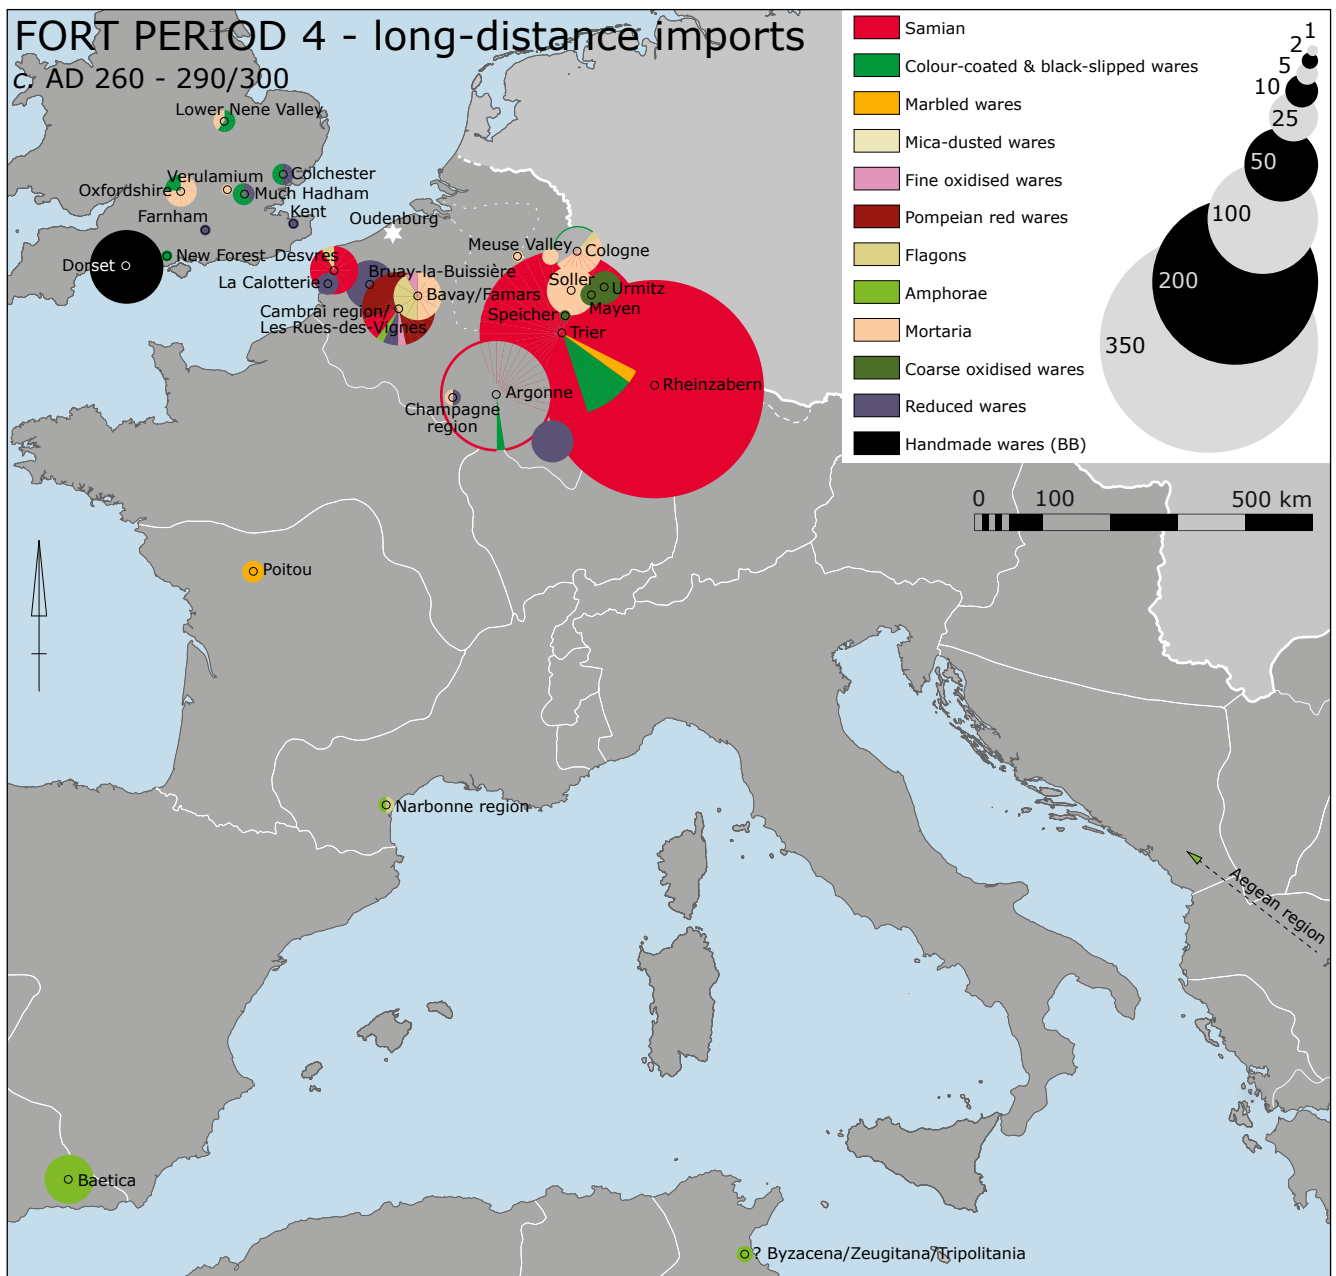 FORT PERIOD 4 - long-distance imports
c. AD 260 - 290/300
Samian
Colour-coated & black-slipped wares
Marbled wares
Mica-dusted wares
Fine oxidised wares
Pompeian red wares
Flagons
Amphorae
Mortaria
Coarse oxidised wares
Reduced wares
Handmade wares (BB)
1
2
5
10
25
50
100
200
350
0 100 500 km
Lower Nene Valley
Colchester
Verulamium
Oxfordshire
Much Hadham
Farnham
Kent
Oudenburg
Dorset
New Forest
Desvres
La Calotterie
Bruay-la-Buissière
Bavay/Famars
Cambrai region/
Les Rues-des-Vignes
Meuse Valley
Cologne
Soller
Urmitz
Mayen
Speicher
Trier
Rheinzabern
Argonne
Champagne
region
Poitou
Narbonne region
Aegean region
Baetica
? Byzacena/Zeugitana/Tripolitania